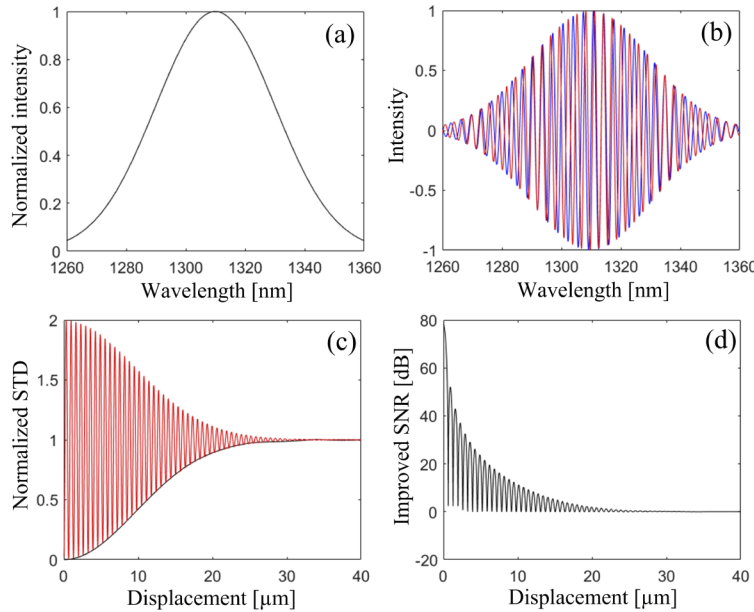 (a)
Normalized intensity
1
0.8
0.6
0.4
0.2
0
1260 1280 1300 1320 1340 1360
Wavelength [nm]
(b)
Intensity
1
0.5
0
-0.5
-1
1260 1280 1300 1320 1340 1360
Wavelength [nm]
(c)
Normalized STD
2
1.5
1
0.5
0
0 10 20 30 40
Displacement [µm]
(d)
Improved SNR [dB]
80
60
40
20
0
-20
0 10 20 30 40
Displacement [µm]